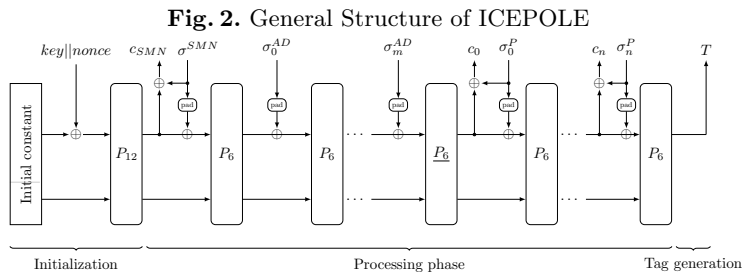 Fig. 2. General Structure of ICEPOLE
key||nonce c_SMN σ^SMN σ_0^AD σ_m^AD c_0 σ_0^P c_n σ_n^P T
pad pad pad pad pad
Initial constant
P_12 P_6 P_6 ... P_6 P_6 ... P_6
... ...
Initialization Processing phase Tag generation